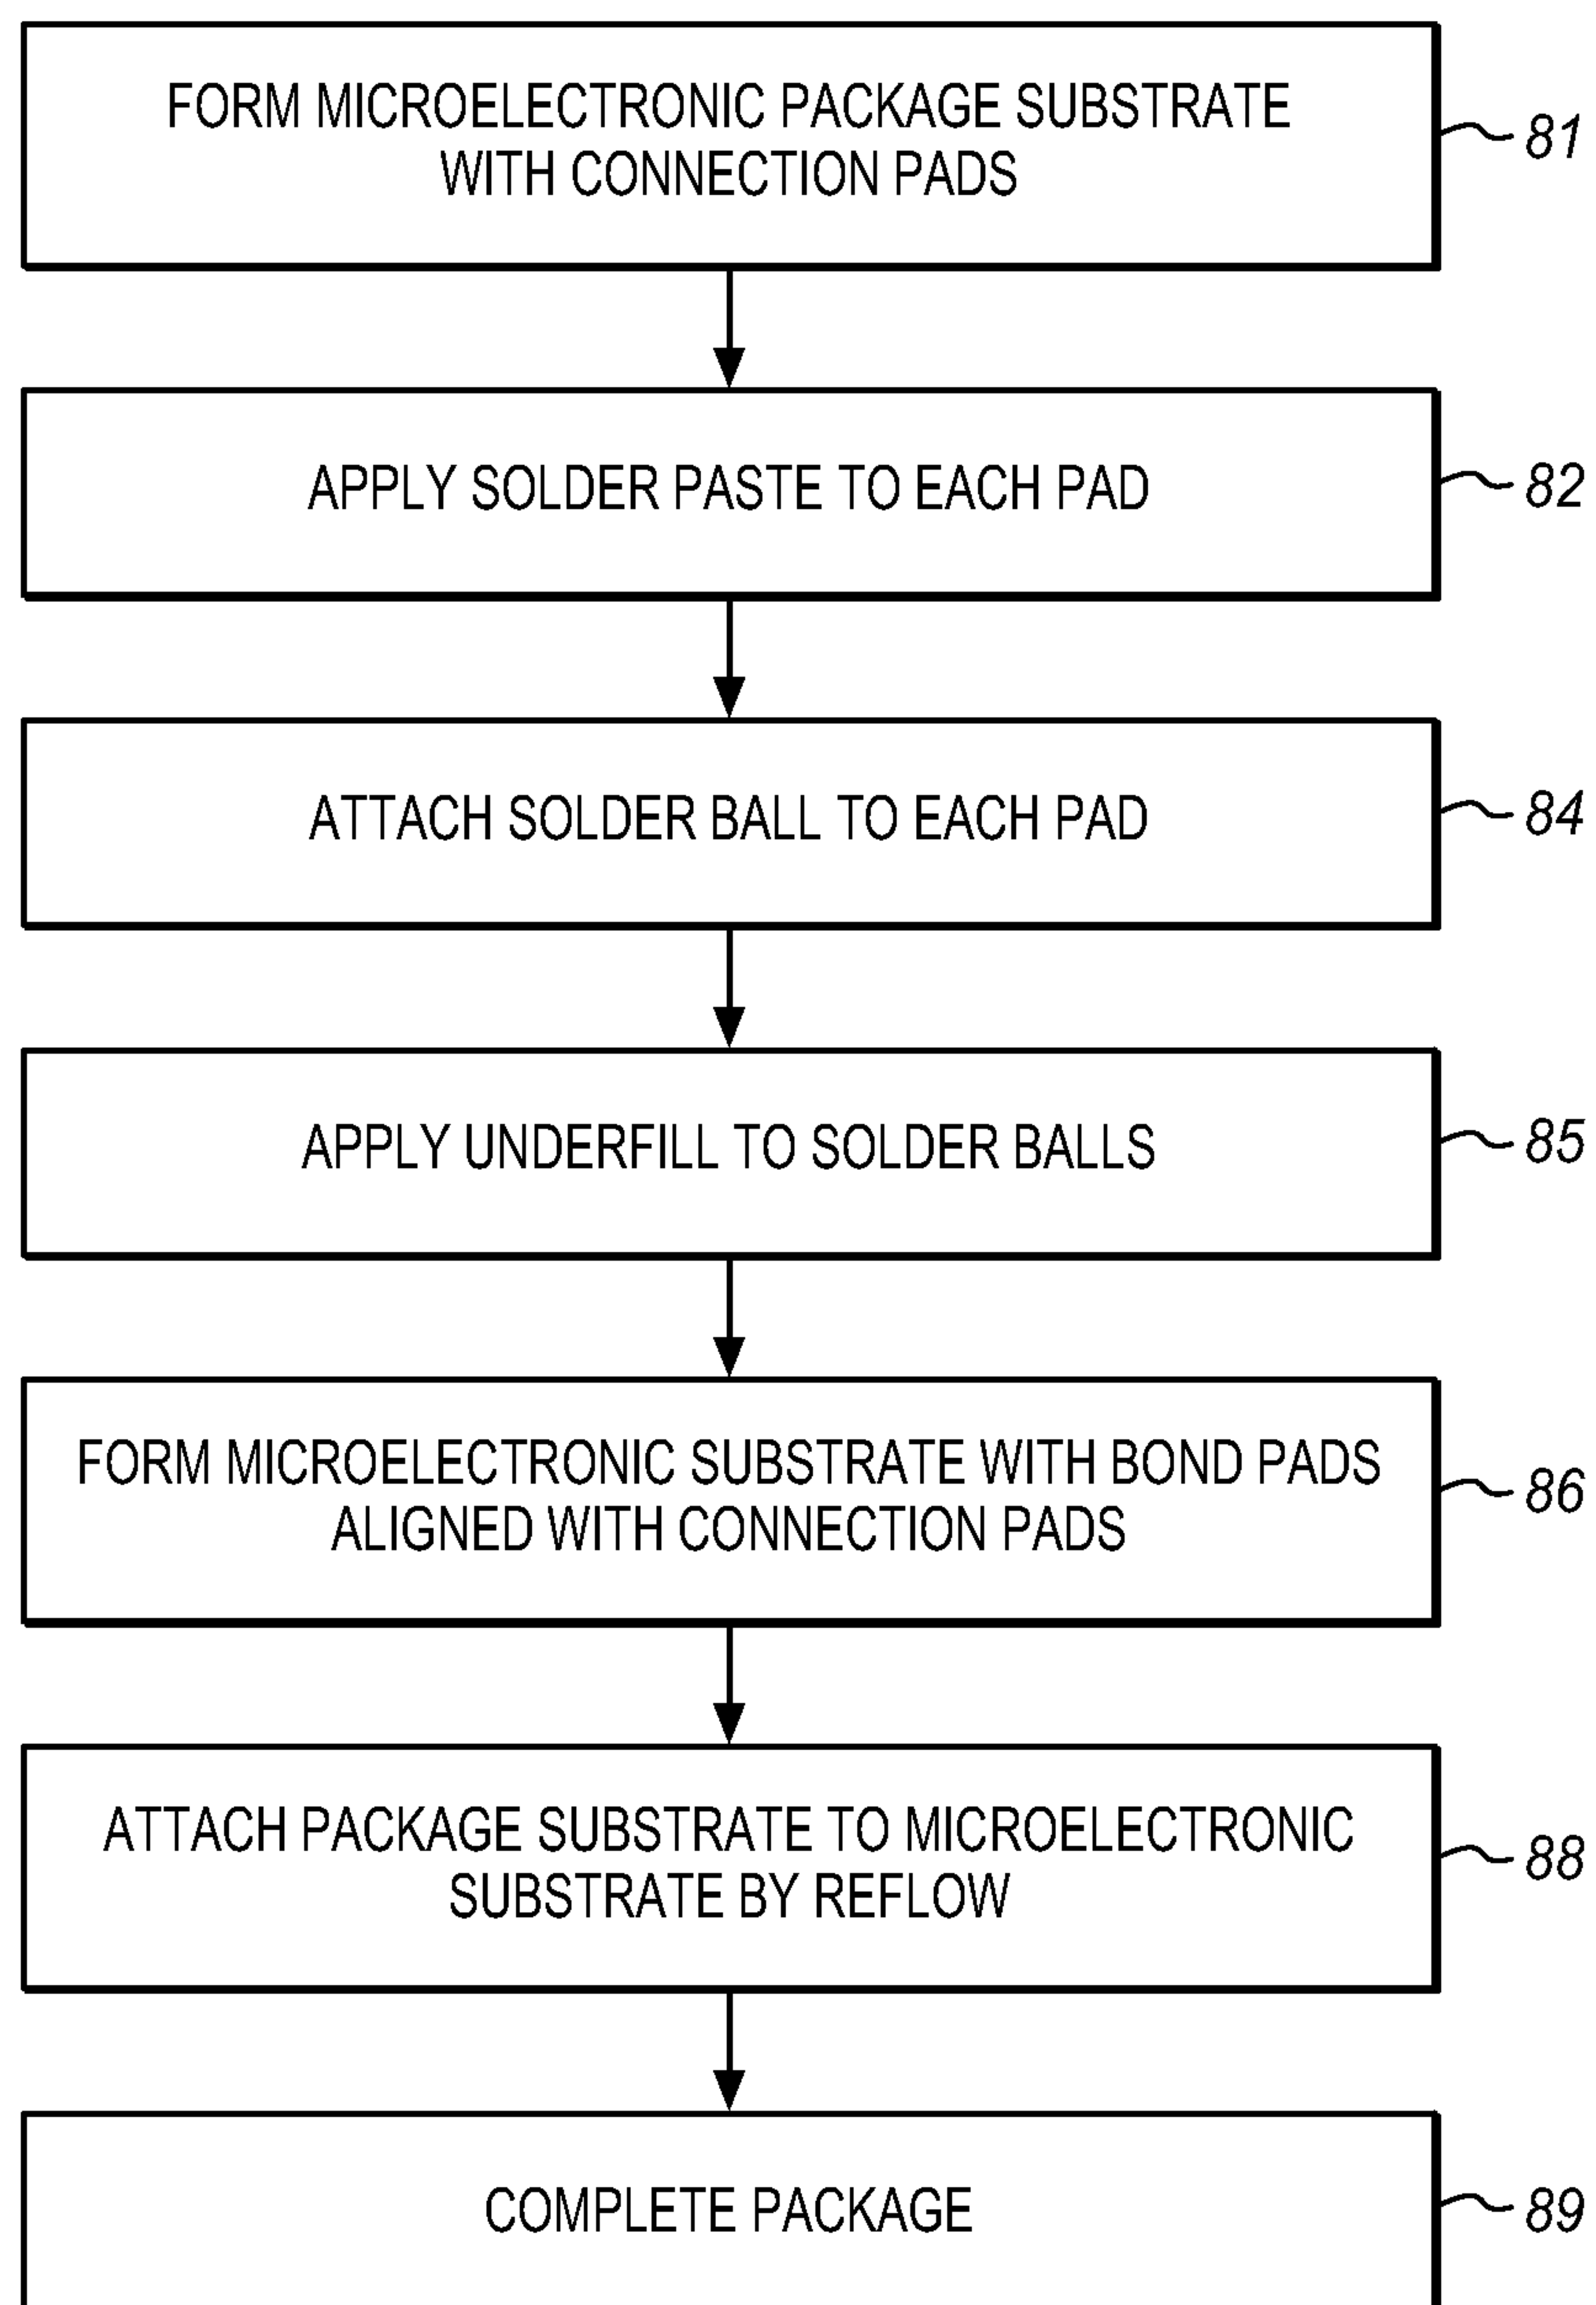 FORM MICROELECTRONIC PACKAGE SUBSTRATE
WITH CONNECTION PADS
81
APPLY SOLDER PASTE TO EACH PAD
82
ATTACH SOLDER BALL TO EACH PAD
84
APPLY UNDERFILL TO SOLDER BALLS
85
FORM MICROELECTRONIC SUBSTRATE WITH BOND PADS
ALIGNED WITH CONNECTION PADS
86
ATTACH PACKAGE SUBSTRATE TO MICROELECTRONIC
SUBSTRATE BY REFLOW
88
COMPLETE PACKAGE
89